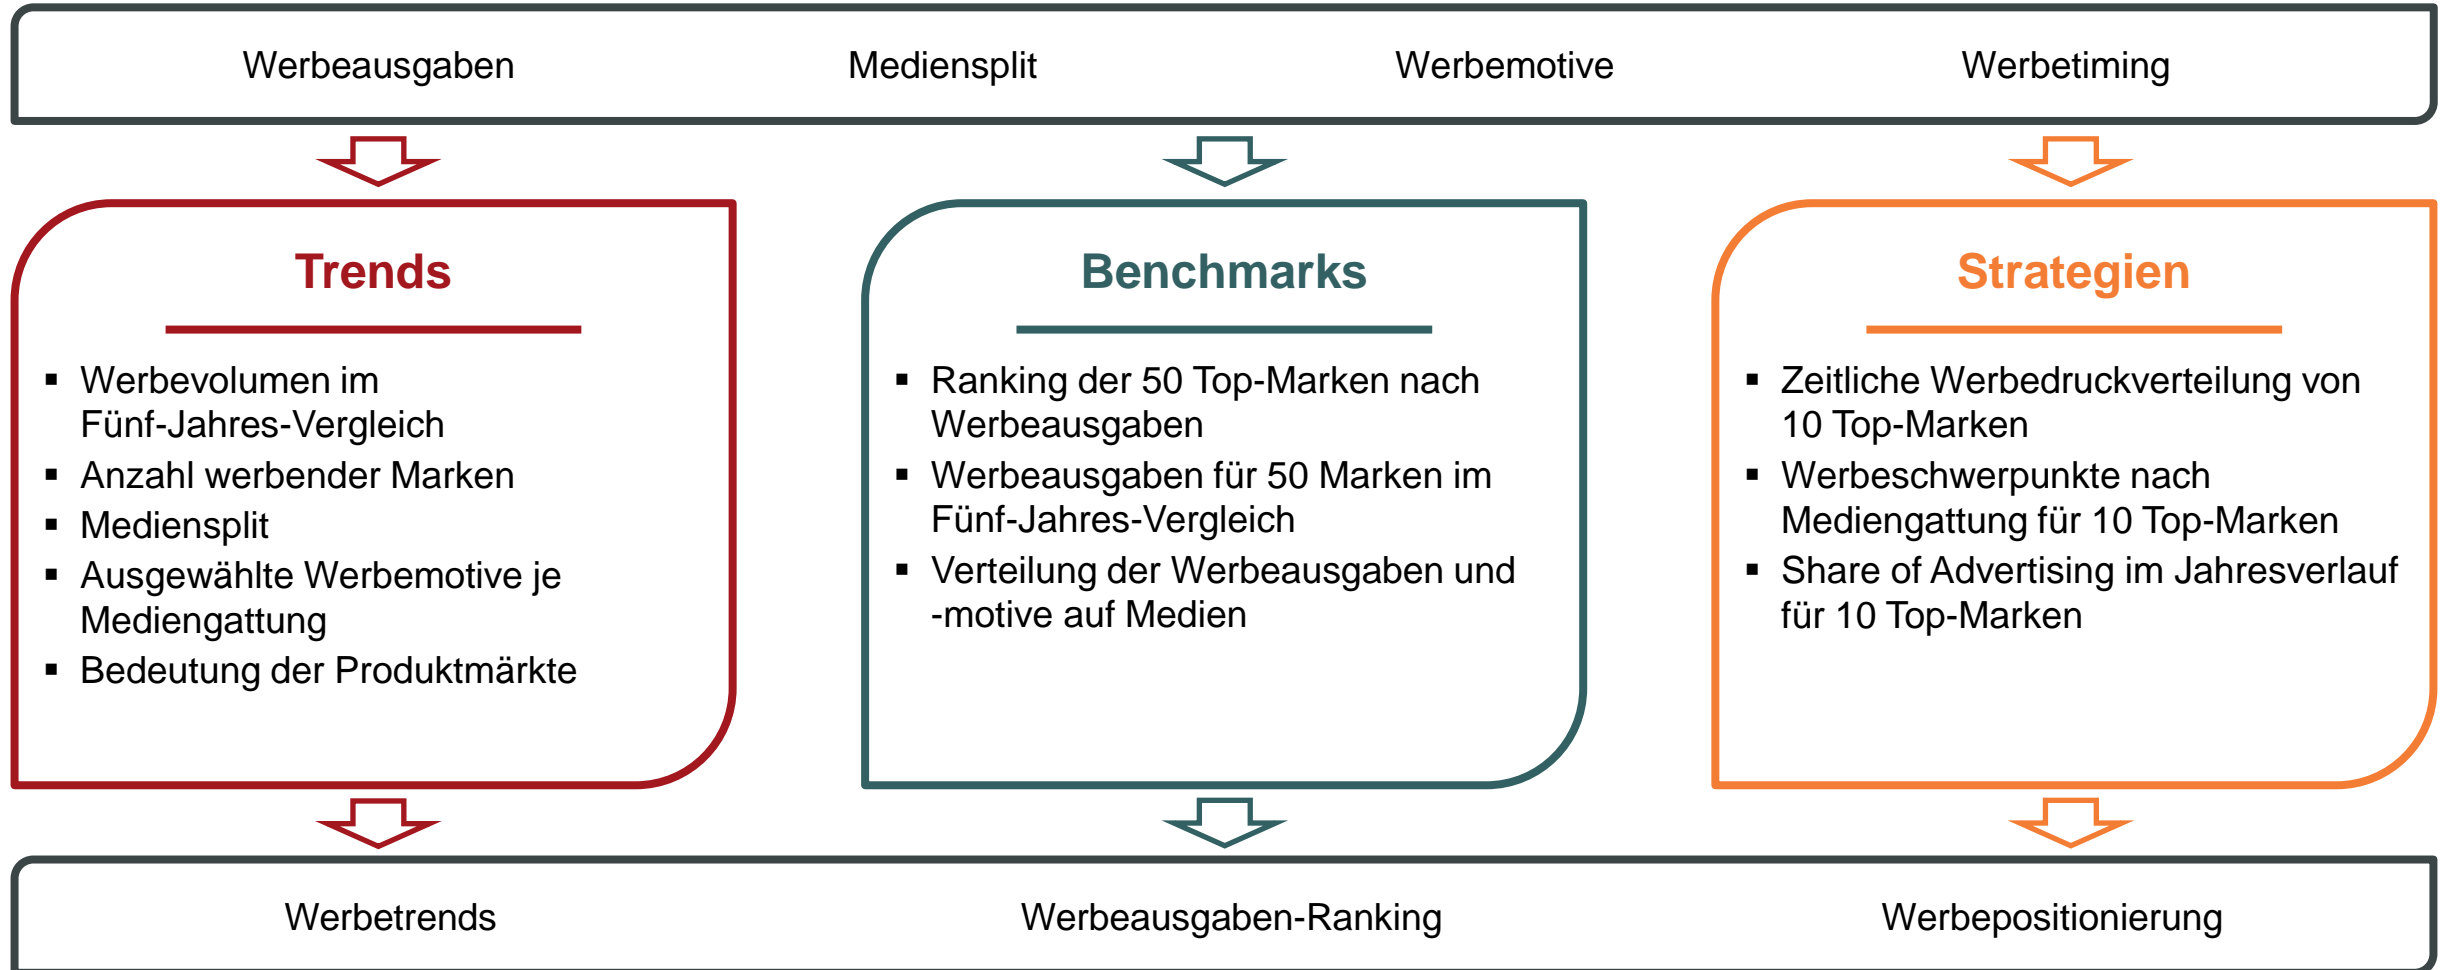 Werbeausgaben Mediensplit Werbemotive Werbetiming
Trends
▪ Werbevolumen im
Fünf-Jahres-Vergleich
▪ Anzahl werbender Marken
▪ Mediensplit
▪ Ausgewählte Werbemotive je
Mediengattung
▪ Bedeutung der Produktmärkte
Benchmarks
▪ Ranking der 50 Top-Marken nach
Werbeausgaben
▪ Werbeausgaben für 50 Marken im
Fünf-Jahres-Vergleich
▪ Verteilung der Werbeausgaben und
-motive auf Medien
Strategien
▪ Zeitliche Werbedruckverteilung von
10 Top-Marken
▪ Werbeschwerpunkte nach
Mediengattung für 10 Top-Marken
▪ Share of Advertising im Jahresverlauf
für 10 Top-Marken
Werbetrends Werbeausgaben-Ranking Werbepositionierung